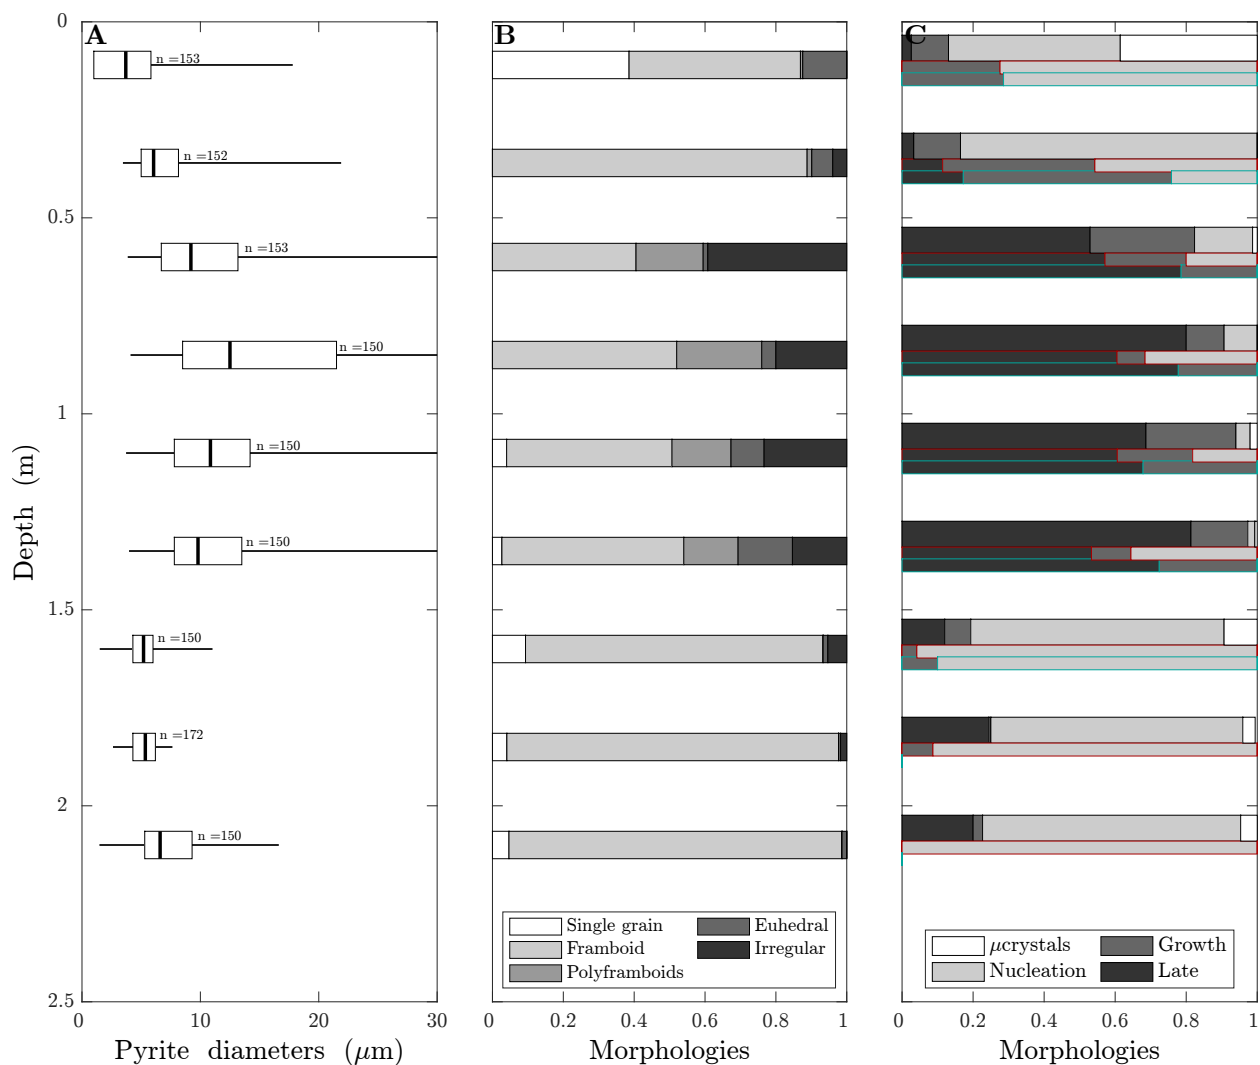 A
B
C
0
0.5
1
1.5
2
2.5
Depth (m)
n =153
n =152
n =153
n =150
n =150
n =150
n =150
n =172
n =150
0 10 20 30
Pyrite diameters (μm)
Single grain
Framboid
Polyframboids
Euhedral
Irregular
0 0.2 0.4 0.6 0.8 1
Morphologies
μcrystals
Nucleation
Growth
Late
0 0.2 0.4 0.6 0.8 1
Morphologies